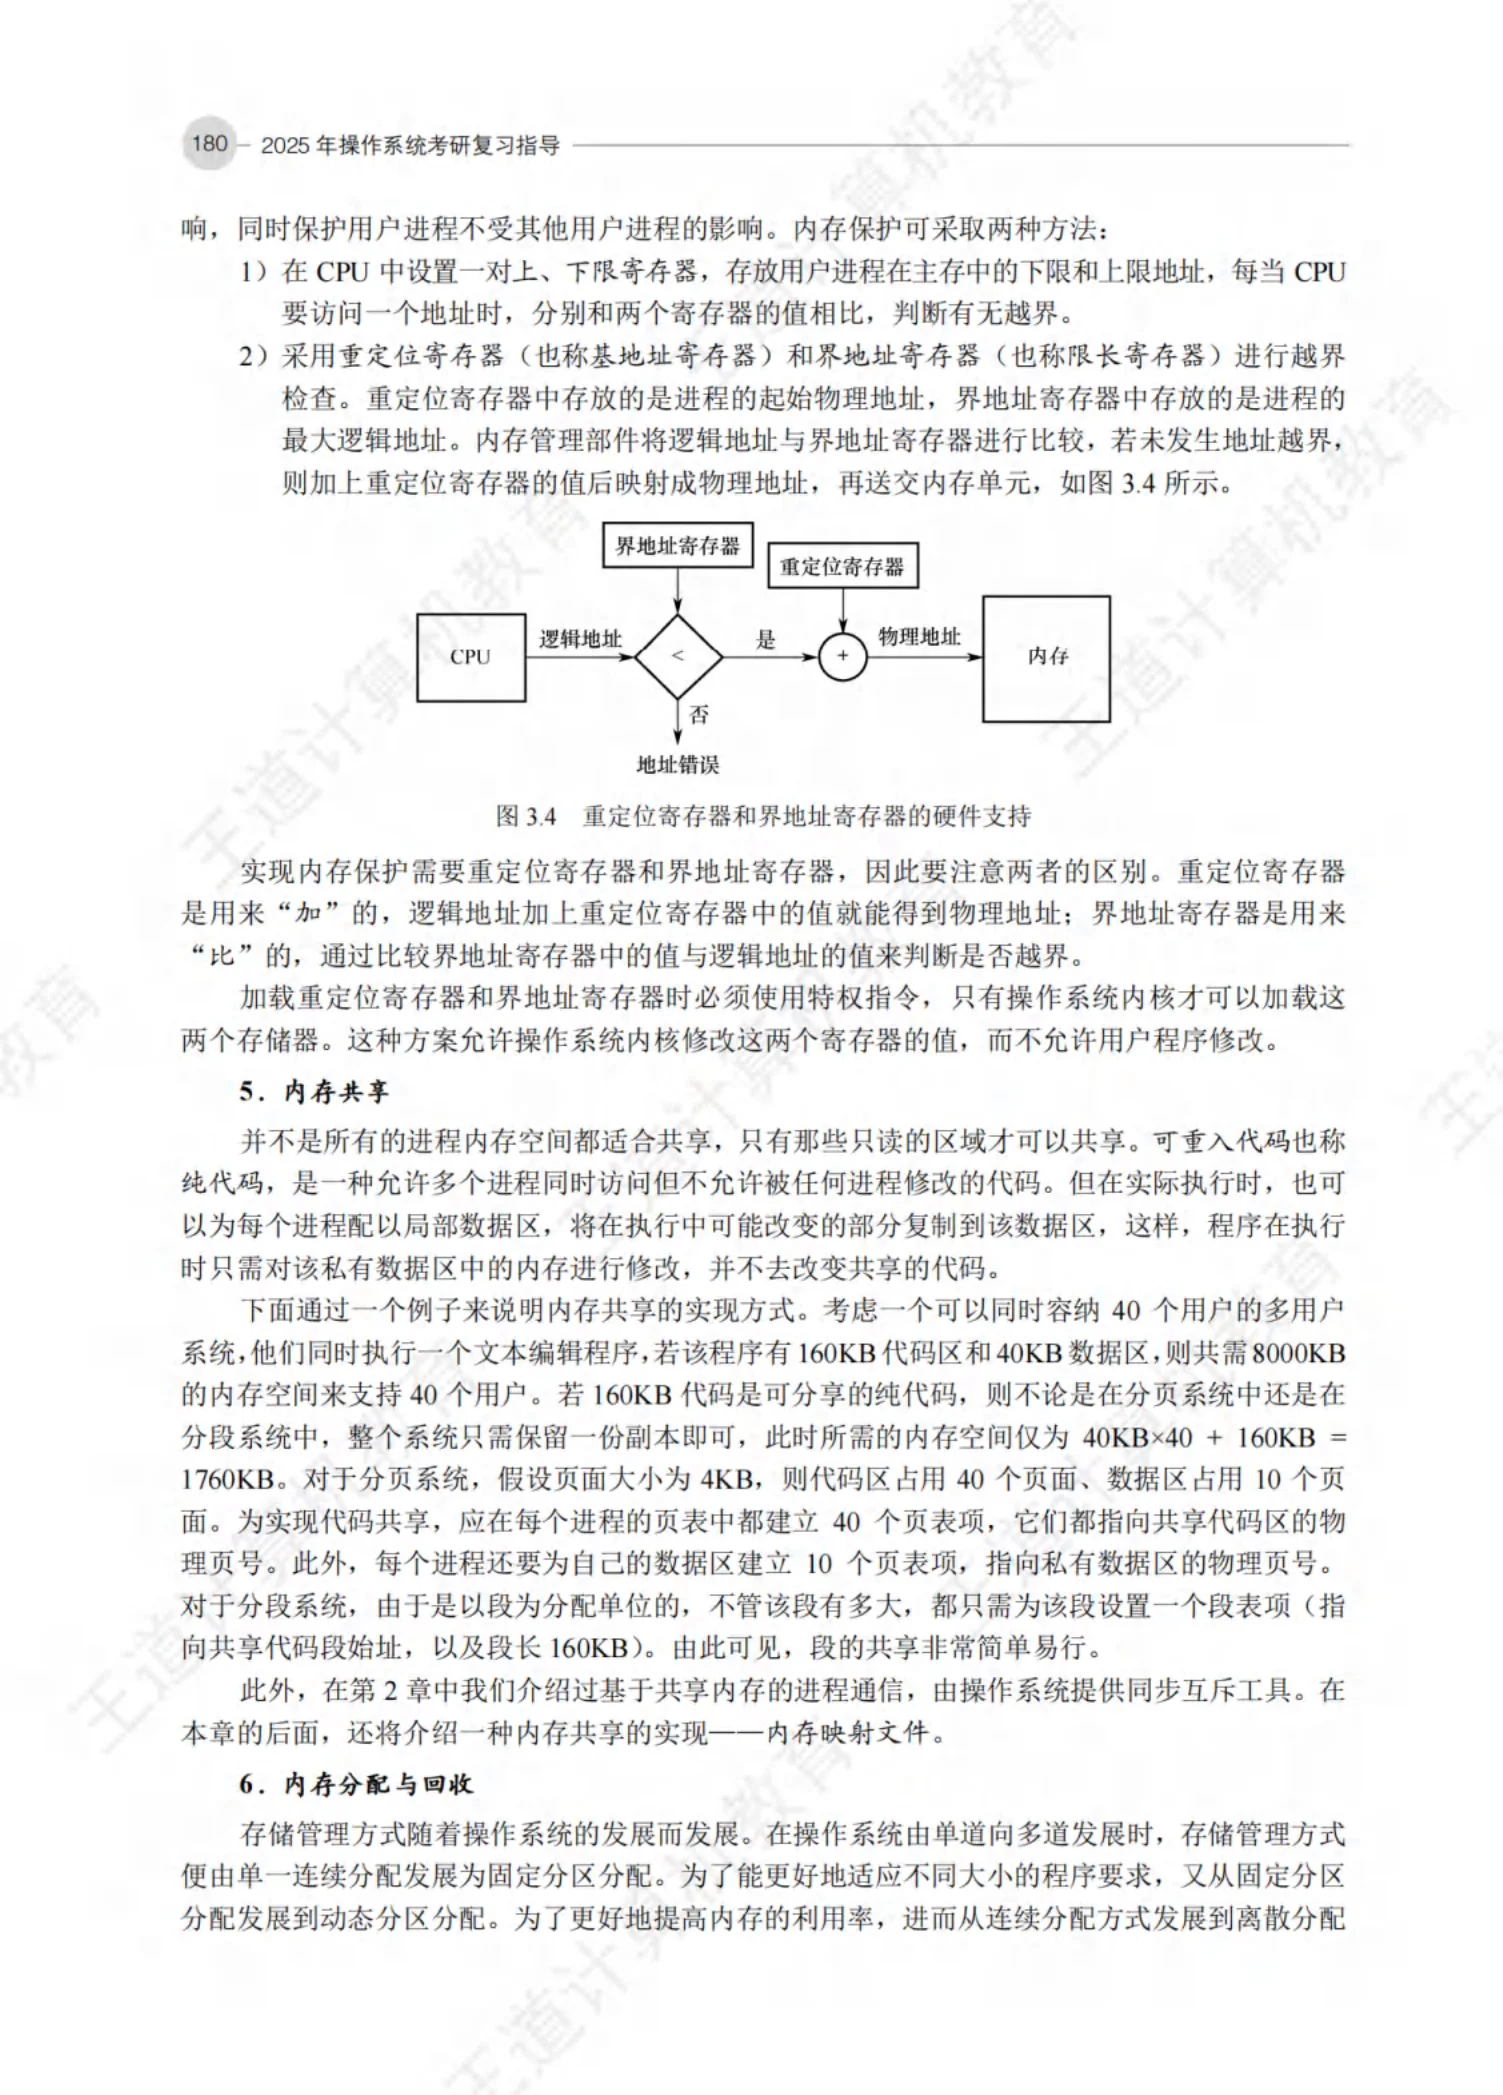 180 2025年操作系统考研复习指导
响，同时保护用户进程不受其他用户进程的影响。内存保护可采取两种方法：
1）在 CPU 中设置一对上、下限寄存器，存放用户进程在主存中的下限和上限地址，每当 CPU
要访问一个地址时，分别和两个寄存器的值相比，判断有无越界。
2）采用重定位寄存器（也称基地址寄存器）和界地址寄存器（也称限长寄存器）进行越界
检查。重定位寄存器中存放的是进程的起始物理地址，界地址寄存器中存放的是进程的
最大逻辑地址。内存管理部件将逻辑地址与界地址寄存器进行比较，若未发生地址越界，
则加上重定位寄存器的值后映射成物理地址，再送交内存单元，如图 3.4 所示。
界地址寄存器
重定位寄存器
CPU
逻辑地址
<
是
+
物理地址
内存
否
地址错误
图 3.4 重定位寄存器和界地址寄存器的硬件支持
实现内存保护需要重定位寄存器和界地址寄存器，因此要注意两者的区别。重定位寄存器
是用来“加”的，逻辑地址加上重定位寄存器中的值就能得到物理地址；界地址寄存器是用来
“比”的，通过比较界地址寄存器中的值与逻辑地址的值来判断是否越界。
加载重定位寄存器和界地址寄存器时必须使用特权指令，只有操作系统内核才可以加载这
两个存储器。这种方案允许操作系统内核修改这两个寄存器的值，而不允许用户程序修改。
5．内存共享
并不是所有的进程内存空间都适合共享，只有那些只读的区域才可以共享。可重入代码也称
纯代码，是一种允许多个进程同时访问但不允许被任何进程修改的代码。但在实际执行时，也可
以为每个进程配以局部数据区，将在执行中可能改变的部分复制到该数据区，这样，程序在执行
时只需对该私有数据区中的内存进行修改，并不去改变共享的代码。
下面通过一个例子来说明内存共享的实现方式。考虑一个可以同时容纳 40 个用户的多用户
系统，他们同时执行一个文本编辑程序，若该程序有 160KB 代码区和 40KB 数据区，则共需 8000KB
的内存空间来支持 40 个用户。若 160KB 代码是可分享的纯代码，则不论是在分页系统中还是在
分段系统中，整个系统只需保留一份副本即可，此时所需的内存空间仅为 40KB×40 + 160KB =
1760KB。对于分页系统，假设页面大小为 4KB，则代码区占用 40 个页面、数据区占用 10 个页
面。为实现代码共享，应在每个进程的页表中都建立 40 个页表项，它们都指向共享代码区的物
理页号。此外，每个进程还要为自己的数据区建立 10 个页表项，指向私有数据区的物理页号。
对于分段系统，由于是以段为分配单位的，不管该段有多大，都只需为该段设置一个段表项（指
向共享代码段始址，以及段长 160KB）。由此可见，段的共享非常简单易行。
此外，在第 2 章中我们介绍过基于共享内存的进程通信，由操作系统提供同步互斥工具。在
本章的后面，还将介绍一种内存共享的实现——内存映射文件。
6．内存分配与回收
存储管理方式随着操作系统的发展而发展。在操作系统由单道向多道发展时，存储管理方式
便由单一连续分配发展为固定分区分配。为了能更好地适应不同大小的程序要求，又从固定分区
分配发展到动态分区分配。为了更好地提高内存的利用率，进而从连续分配方式发展到离散分配
王道计算机教育